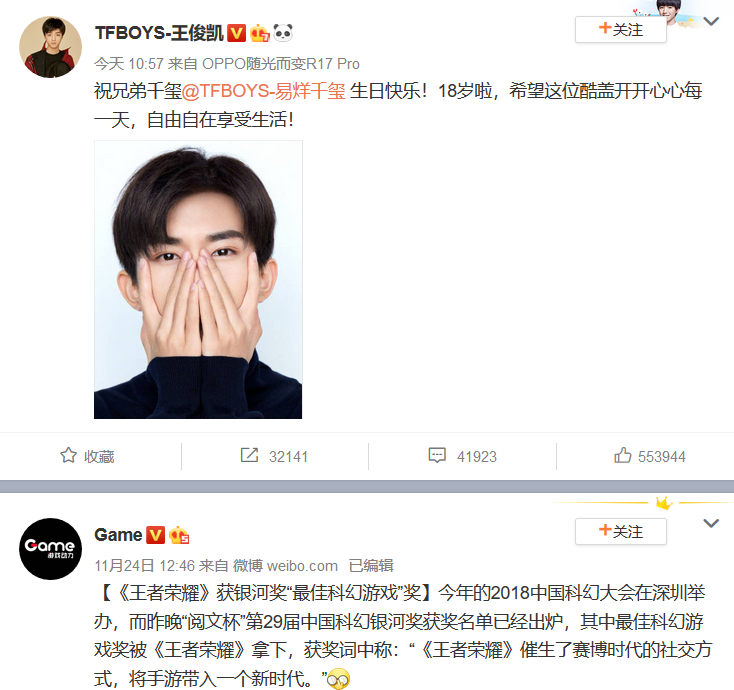 TFBOYS-王俊凯
+关注
今天 10:57 来自 OPPO随光而变R17 Pro
祝兄弟千玺@TFBOYS-易烊千玺 生日快乐！18岁啦，希望这位酷盖开开心心每
一天，自由自在享受生活！
收藏
32141
41923
553944
Game
游戏动力
Game
+关注
11月24日 12:46 来自 微博 weibo.com 已编辑
【《王者荣耀》获银河奖“最佳科幻游戏”奖】今年的2018中国科幻大会在深圳举
办，而昨晚“阅文杯”第29届中国科幻银河奖获奖名单已经出炉，其中最佳科幻游
戏奖被《王者荣耀》拿下，获奖词中称：“《王者荣耀》催生了赛博时代的社交方
式，将手游带入一个新时代。”